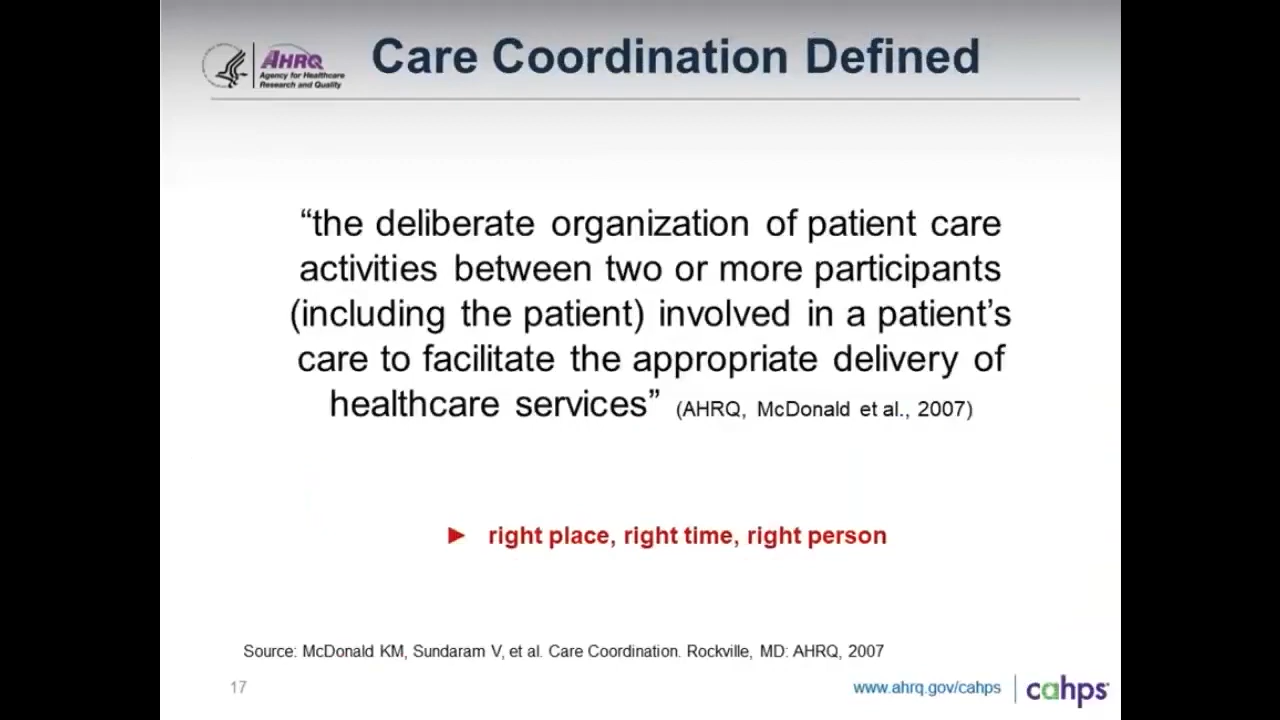 AHRQ
Agency for Healthcare
Research and Quality
Care Coordination Defined
“the deliberate organization of patient care
activities between two or more participants
(including the patient) involved in a patient’s
care to facilitate the appropriate delivery of
healthcare services” (AHRQ, McDonald et al., 2007)
► right place, right time, right person
Source: McDonald KM, Sundaram V, et al. Care Coordination. Rockville, MD: AHRQ, 2007
17
www.ahrq.gov/cahps
cahps